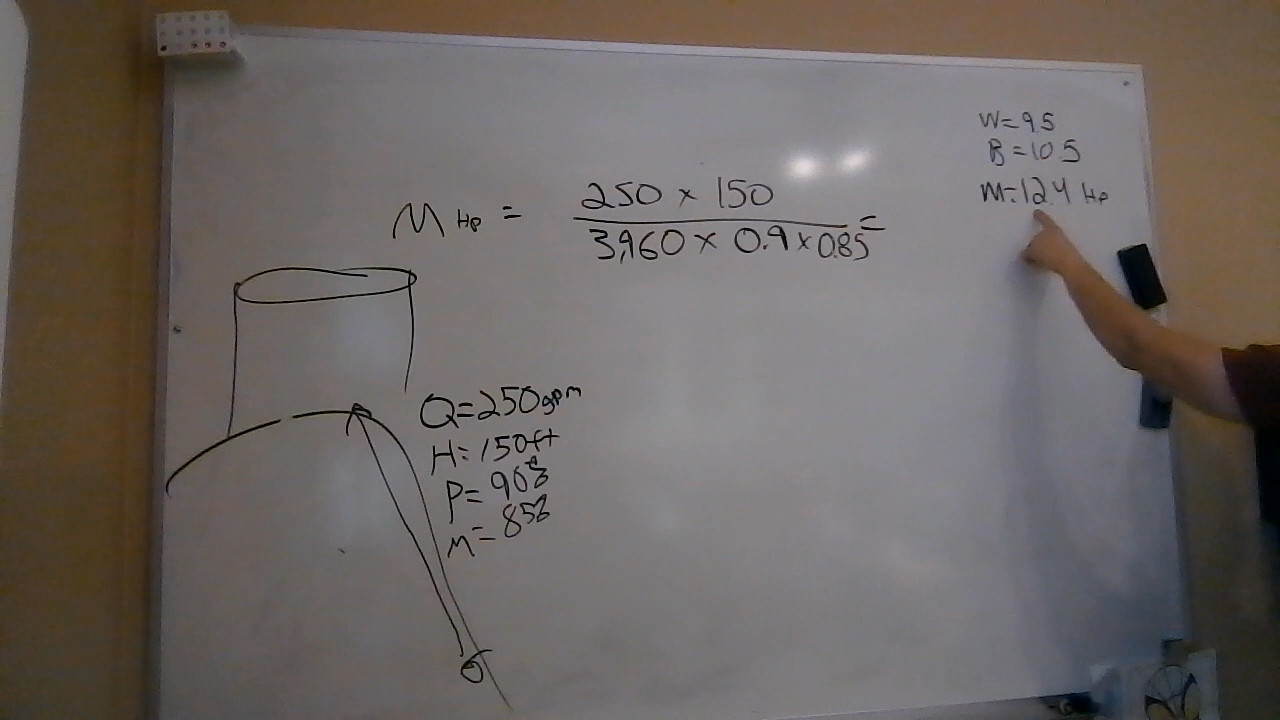 M Hp = 250 x 150
3,960 x 0.9 x 0.85 =
W=9.5
B=10.5
M=12.4 Hp
Q=250gpm
H=150ft
P=90%
M=85%